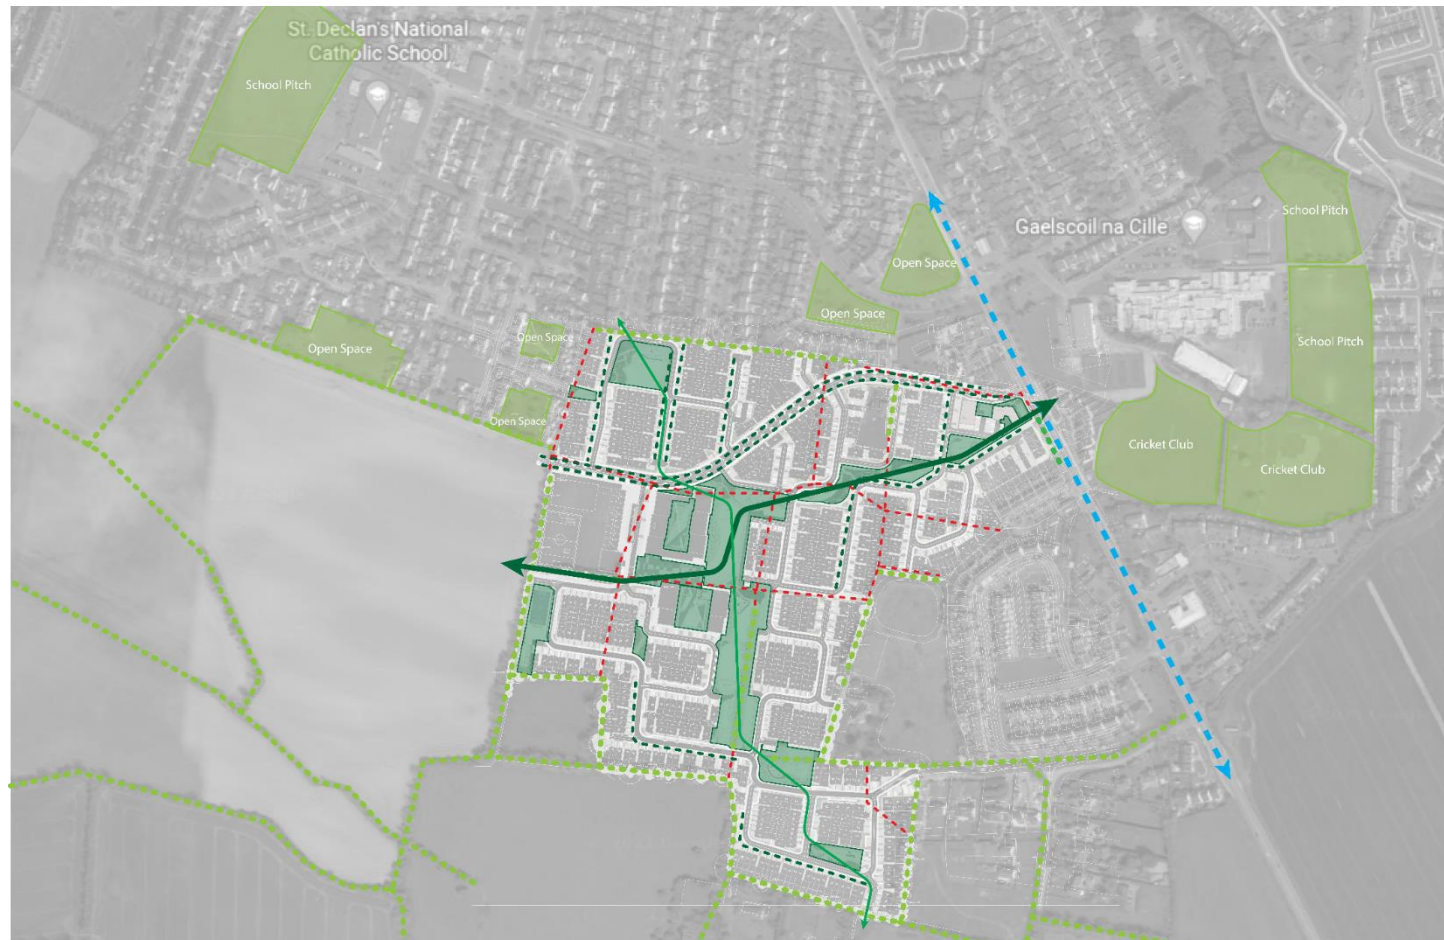 St. Declan's National
Catholic School
School Pitch
School Pitch
Gaelscoil na Cille
Open Space
Open Space
School Pitch
Open Space
Open Space
Open Space
Cricket Club
Cricket Club